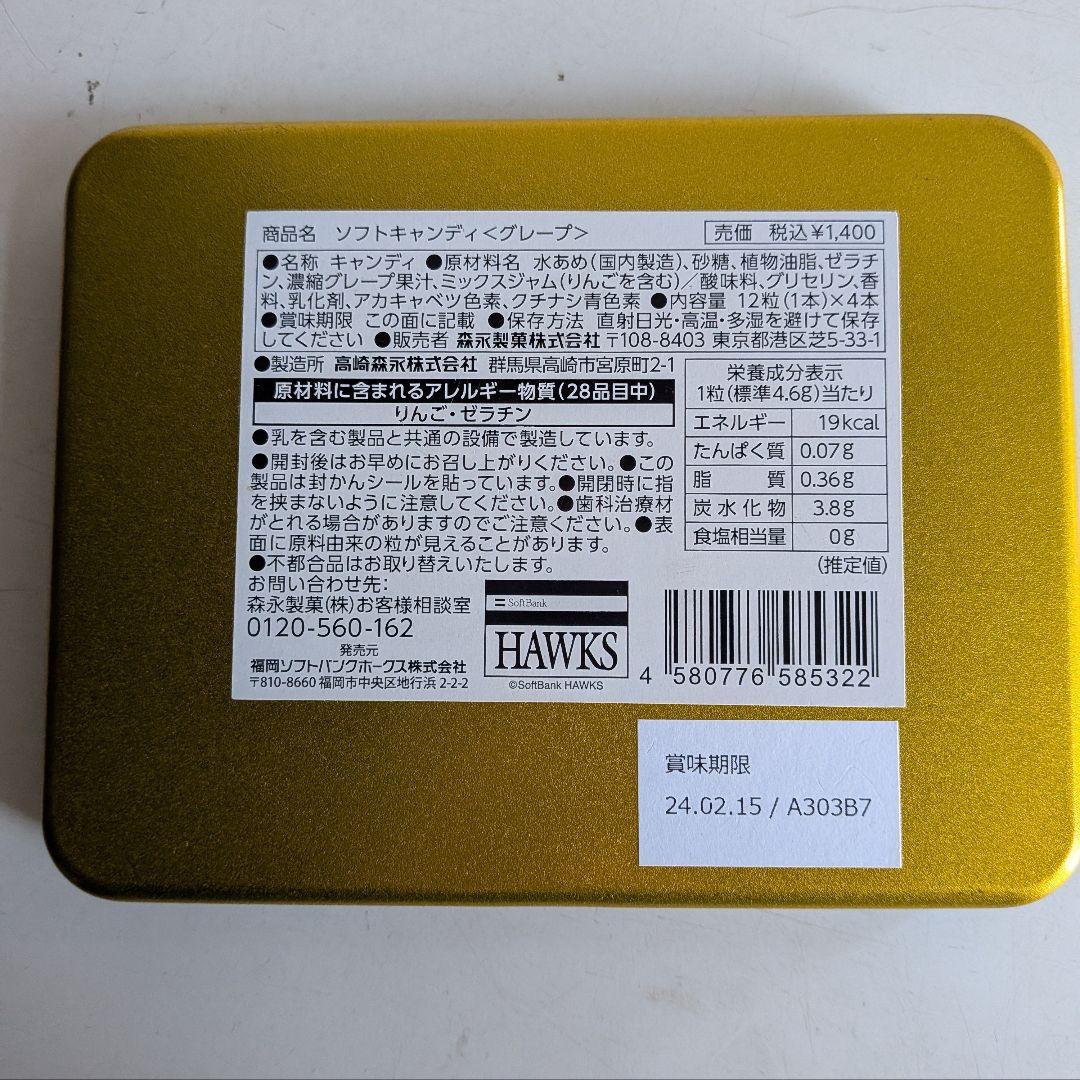 商品名 ソフトキャンディ<グレープ>
売価 税込¥1,400
●名称 キャンディ ●原材料名 水あめ(国内製造)、砂糖、植物油脂、ゼラチ
ン、濃縮グレープ果汁、ミックスジャム(りんごを含む)/酸味料、グリセリン、香
料、乳化剤、アカキャベツ色素、クチナシ青色素 ●内容量 12粒(1本)×4本
●賞味期限 この面に記載 ●保存方法 直射日光・高温・多湿を避けて保存
してください ●販売者 森永製菓株式会社 〒108-8403 東京都港区芝5-33-1
●製造所 高崎森永株式会社 群馬県高崎市宮原町2-1
原材料に含まれるアレルギー物質(28品目中)
りんご・ゼラチン
●乳を含む製品と共通の設備で製造しています。
●開封後はお早めにお召し上がりください。●この
製品は封かんシールを貼っています。●開閉時に指
を挟まないように注意してください。●歯科治療材
がとれる場合がありますのでご注意ください。●表
面に原料由来の粒が見えることがあります。
●不都合品はお取り替えいたします。
お問い合わせ先:
森永製菓(株)お客様相談室
0120-560-162
発売元
福岡ソフトバンクホークス株式会社
〒810-8660 福岡市中央区地行浜 2-2-2
栄養成分表示
1粒(標準4.6g)当たり
エネルギー 19kcal
たんぱく質 0.07g
脂質 0.36g
炭水化物 3.8g
食塩相当量 0g
(推定値)
SoftBank
HAWKS
©SoftBank HAWKS
4 580776 585322
賞味期限
24.02.15 / A303B7